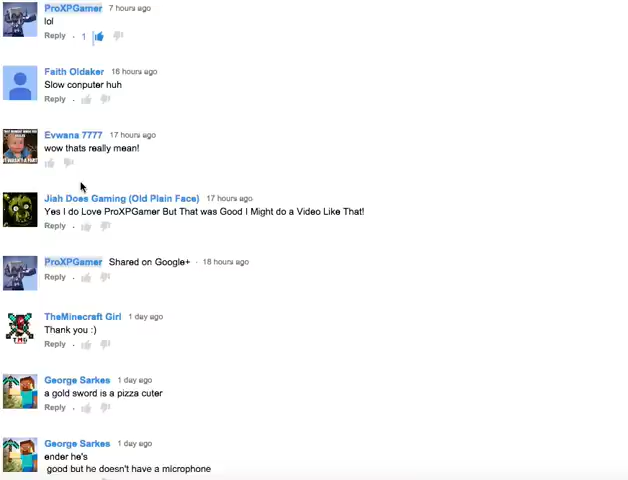 ProXPGamer 7 hours ago
lol
Reply · 1
Faith Oldaker 16 hours ago
Slow conputer huh
Reply ·
Evwana 7777 17 hours ago
wow thats really mean!
Jiah Does Gaming (Old Plain Face) 17 hours ago
Yes I do Love ProXPGamer But That was Good I Might do a Video Like That!
Reply ·
ProXPGamer Shared on Google+ · 18 hours ago
Reply ·
TheMinecraft Girl 1 day ago
Thank you :)
TMG
Reply ·
George Sarkes 1 day ago
a gold sword is a pizza cuter
Reply ·
George Sarkes 1 day ago
ender he's
good but he doesn't have a microphone